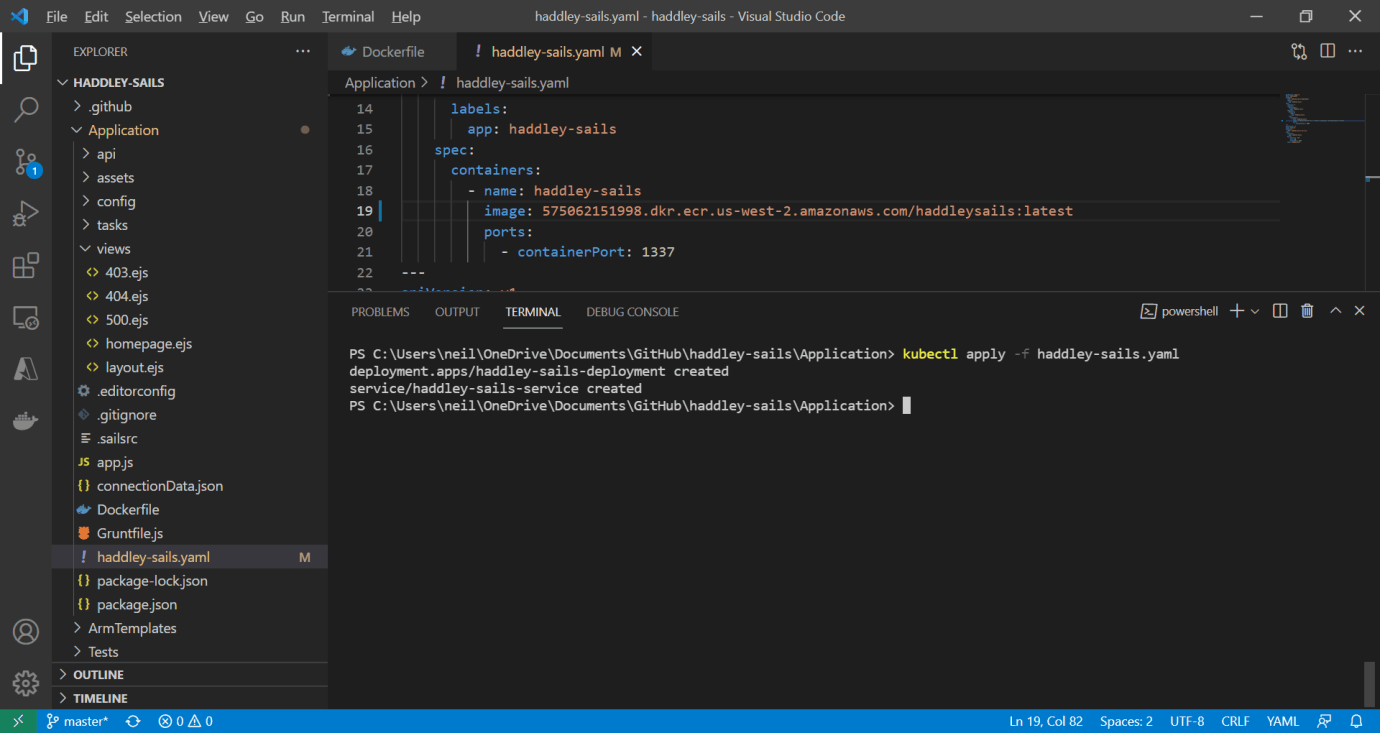 File Edit Selection View Go Run Terminal Help haddley-sails.yaml - haddley-sails - Visual Studio Code
EXPLORER
HADDLEY-SAILS
.github
Application
api
assets
config
tasks
views
403.ejs
404.ejs
500.ejs
homepage.ejs
layout.ejs
.editorconfig
.gitignore
.sailsrc
JS app.js
{} connectionData.json
Dockerfile
Gruntfile.js
! haddley-sails.yaml M
{} package-lock.json
{} package.json
ArmTemplates
Tests
OUTLINE
TIMELINE
1
Dockerfile ! haddley-sails.yaml M
Application > ! haddley-sails.yaml
14 labels:
15 app: haddley-sails
16 spec:
17 containers:
18 - name: haddley-sails
19 image: 575062151998.dkr.ecr.us-west-2.amazonaws.com/haddleysails:latest
20 ports:
21 - containerPort: 1337
22 ---
PROBLEMS OUTPUT TERMINAL DEBUG CONSOLE powershell
PS C:\Users\neil\OneDrive\Documents\GitHub\haddley-sails\Application> kubectl apply -f haddley-sails.yaml
deployment.apps/haddley-sails-deployment created
service/haddley-sails-service created
PS C:\Users\neil\OneDrive\Documents\GitHub\haddley-sails\Application>
master* 0 0 Ln 19, Col 82 Spaces: 2 UTF-8 CRLF YAML